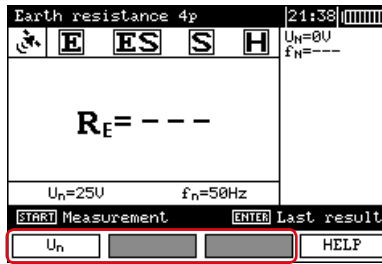 Earth resistance 4p 21:38
E ES S H UN=0V
fN=---
RE=---
Un=25V fn=50Hz
START Measurement ENTER Last result
Un HELP